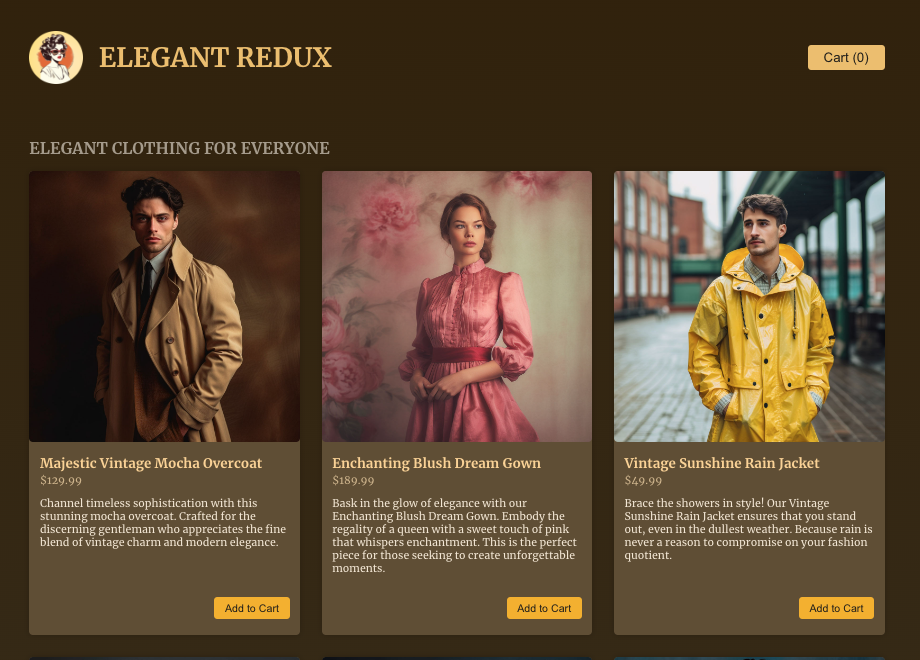 ELEGANT REDUX
Cart (0)
ELEGANT CLOTHING FOR EVERYONE
Majestic Vintage Mocha Overcoat
$129.99
Channel timeless sophistication with this
stunning mocha overcoat. Crafted for the
discerning gentleman who appreciates the fine
blend of vintage charm and modern elegance.
Add to Cart
Enchanting Blush Dream Gown
$189.99
Bask in the glow of elegance with our
Enchanting Blush Dream Gown. Embody the
regality of a queen with a sweet touch of pink
that whispers enchantment. This is the perfect
piece for those seeking to create unforgettable
moments.
Add to Cart
Vintage Sunshine Rain Jacket
$49.99
Brace the showers in style! Our Vintage
Sunshine Rain Jacket ensures that you stand
out, even in the dullest weather. Because rain is
never a reason to compromise on your fashion
quotient.
Add to Cart